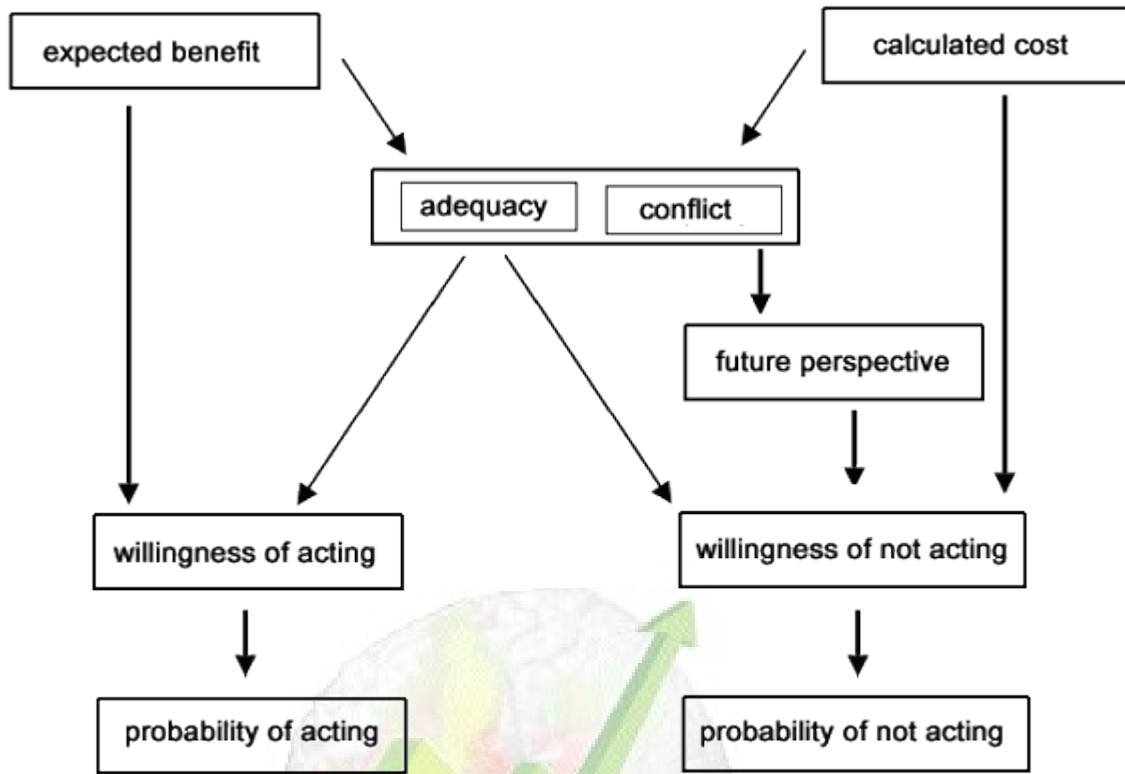 expected benefit
calculated cost
adequacy
conflict
future perspective
willingness of acting
willingness of not acting
probability of acting
probability of not acting